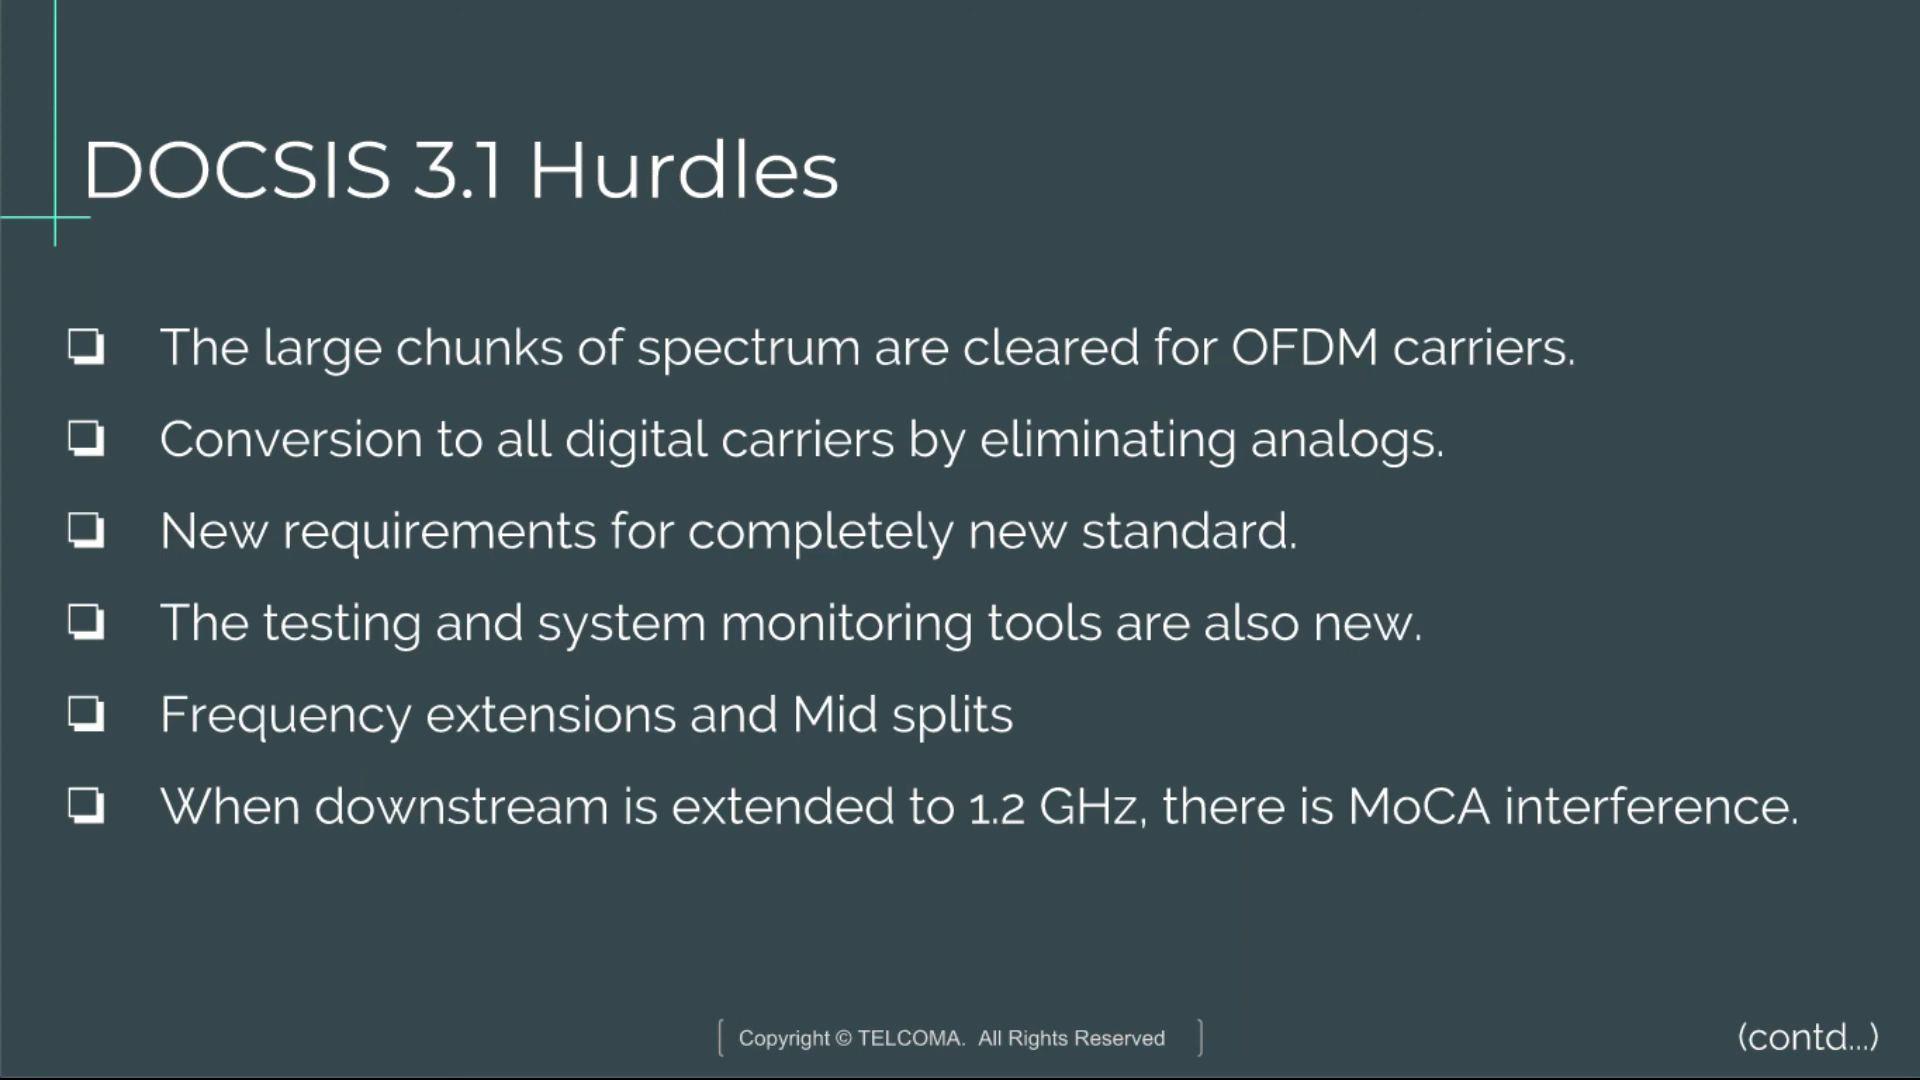 DOCSIS 3.1 Hurdles
The large chunks of spectrum are cleared for OFDM carriers.
Conversion to all digital carriers by eliminating analogs.
New requirements for completely new standard.
The testing and system monitoring tools are also new.
Frequency extensions and Mid splits
When downstream is extended to 1.2 GHz, there is MoCA interference.
Copyright © TELCOMA. All Rights Reserved
(contd...)